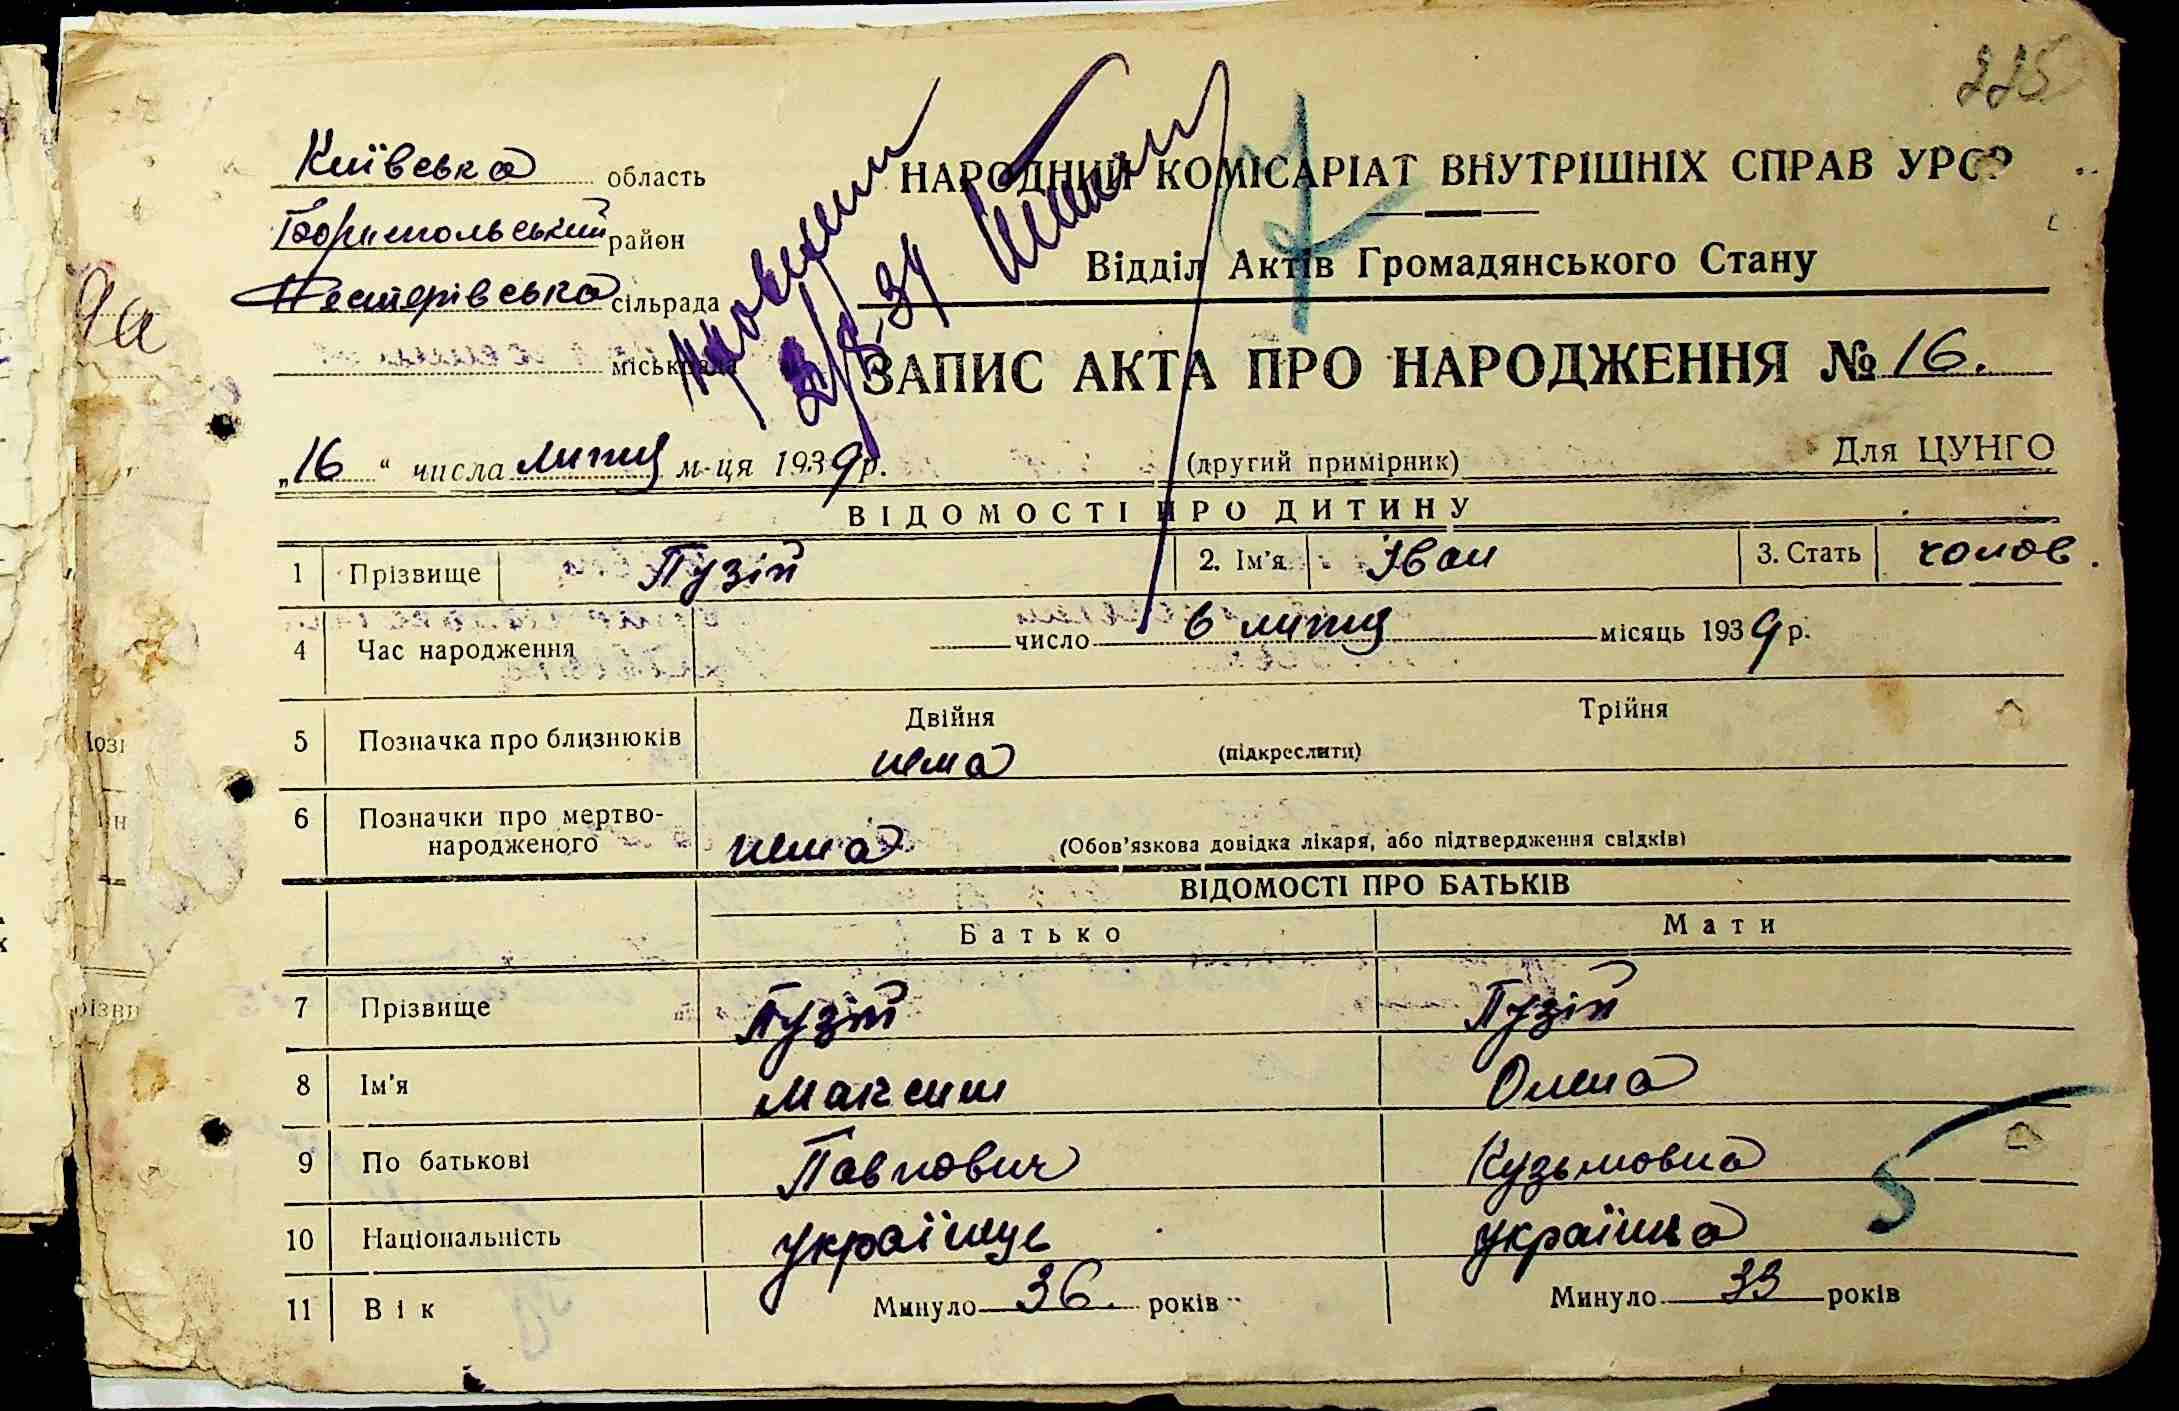 225
Київська область
Бориспольський район
Нестерівська сільрада
міськрада
НАРОДНИЙ КОМІСАРІАТ ВНУТРІШНІХ СПРАВ УРСР
Відділ Актів Громадянського Стану
ЗАПИС АКТА ПРО НАРОДЖЕННЯ № 16.
9а
„16“ числа липня м-ця 1939р.
(другий примірник)
Для ЦУНГО
ВІДОМОСТІ ПРО ДИТИНУ
1 Прізвище Пузій 2. Ім'я Іван 3. Стать чолов.
4 Час народження число 6 липня місяць 1939 р.
5 Позначка про близнюків Двійня Трійня
нема (підкреслити)
6 Позначки про мертво-
народженого нема (Обов'язкова довідка лікаря, або підтвердження свідків)
ВІДОМОСТІ ПРО БАТЬКІВ
Батько Мати
7 Прізвище Пузій Пузій
8 Ім'я Максим Олена
9 По батькові Павлович Кузьмовна
10 Національність українець українка
11 Вік Минуло 36. років Минуло 33 років
5